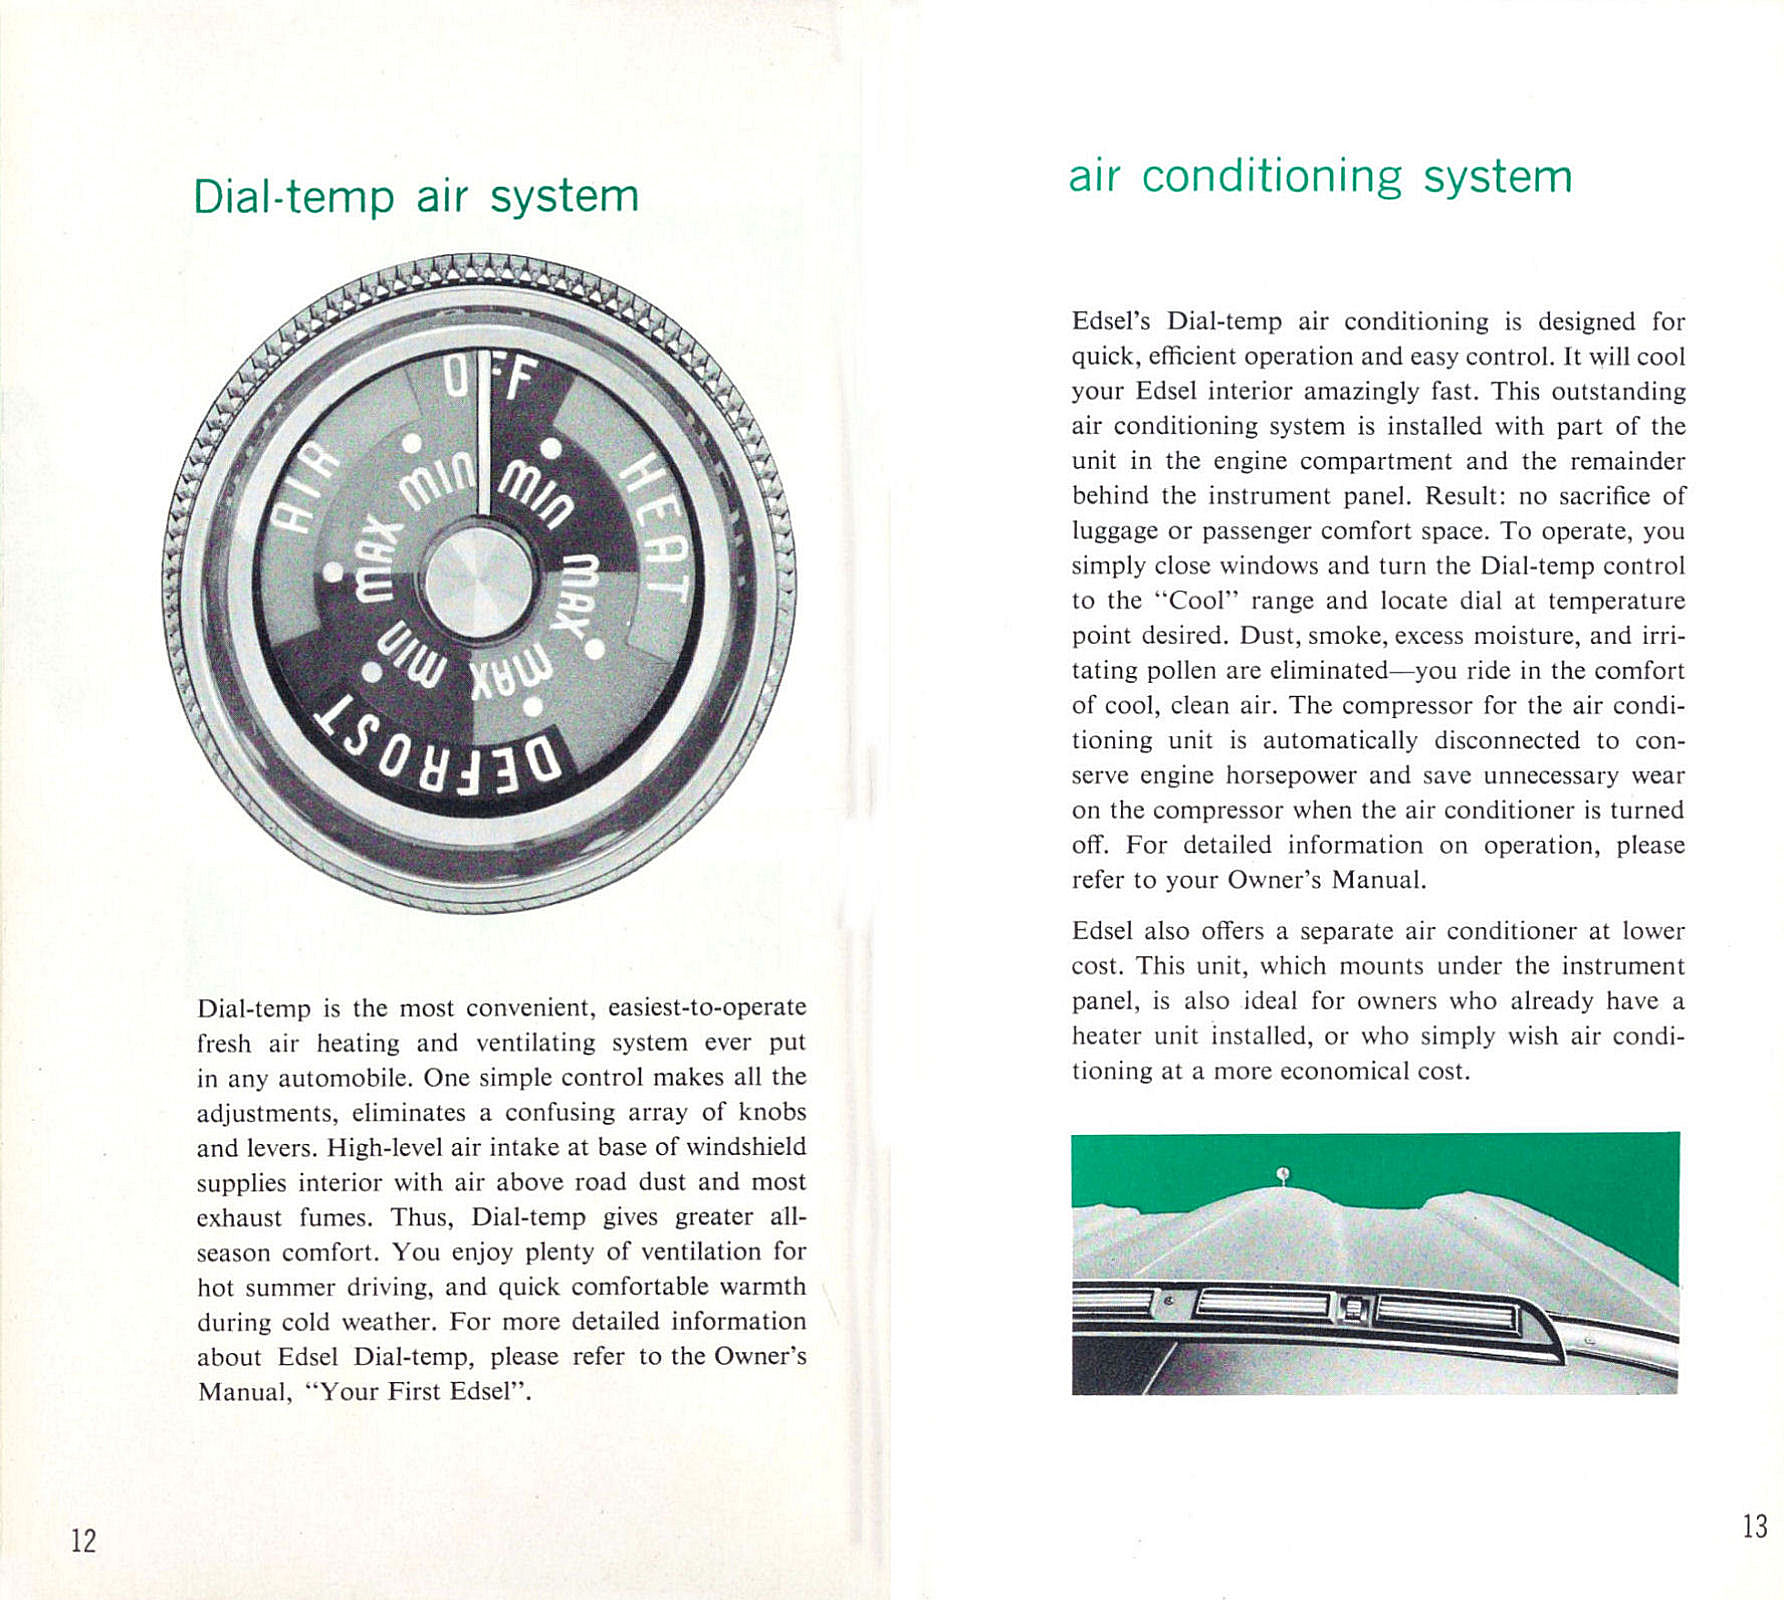 Dial-temp air system
OFF
AIR
HEAT
MIN
MIN
MAX
MAX
MIN
MAX
DEFROST
Dial-temp is the most convenient, easiest-to-operate
fresh air heating and ventilating system ever put
in any automobile. One simple control makes all the
adjustments, eliminates a confusing array of knobs
and levers. High-level air intake at base of windshield
supplies interior with air above road dust and most
exhaust fumes. Thus, Dial-temp gives greater all-
season comfort. You enjoy plenty of ventilation for
hot summer driving, and quick comfortable warmth
during cold weather. For more detailed information
about Edsel Dial-temp, please refer to the Owner's
Manual, “Your First Edsel”.
12
air conditioning system
Edsel's Dial-temp air conditioning is designed for
quick, efficient operation and easy control. It will cool
your Edsel interior amazingly fast. This outstanding
air conditioning system is installed with part of the
unit in the engine compartment and the remainder
behind the instrument panel. Result: no sacrifice of
luggage or passenger comfort space. To operate, you
simply close windows and turn the Dial-temp control
to the “Cool” range and locate dial at temperature
point desired. Dust, smoke, excess moisture, and irri-
tating pollen are eliminated—you ride in the comfort
of cool, clean air. The compressor for the air condi-
tioning unit is automatically disconnected to con-
serve engine horsepower and save unnecessary wear
on the compressor when the air conditioner is turned
off. For detailed information on operation, please
refer to your Owner's Manual.
Edsel also offers a separate air conditioner at lower
cost. This unit, which mounts under the instrument
panel, is also ideal for owners who already have a
heater unit installed, or who simply wish air condi-
tioning at a more economical cost.
13